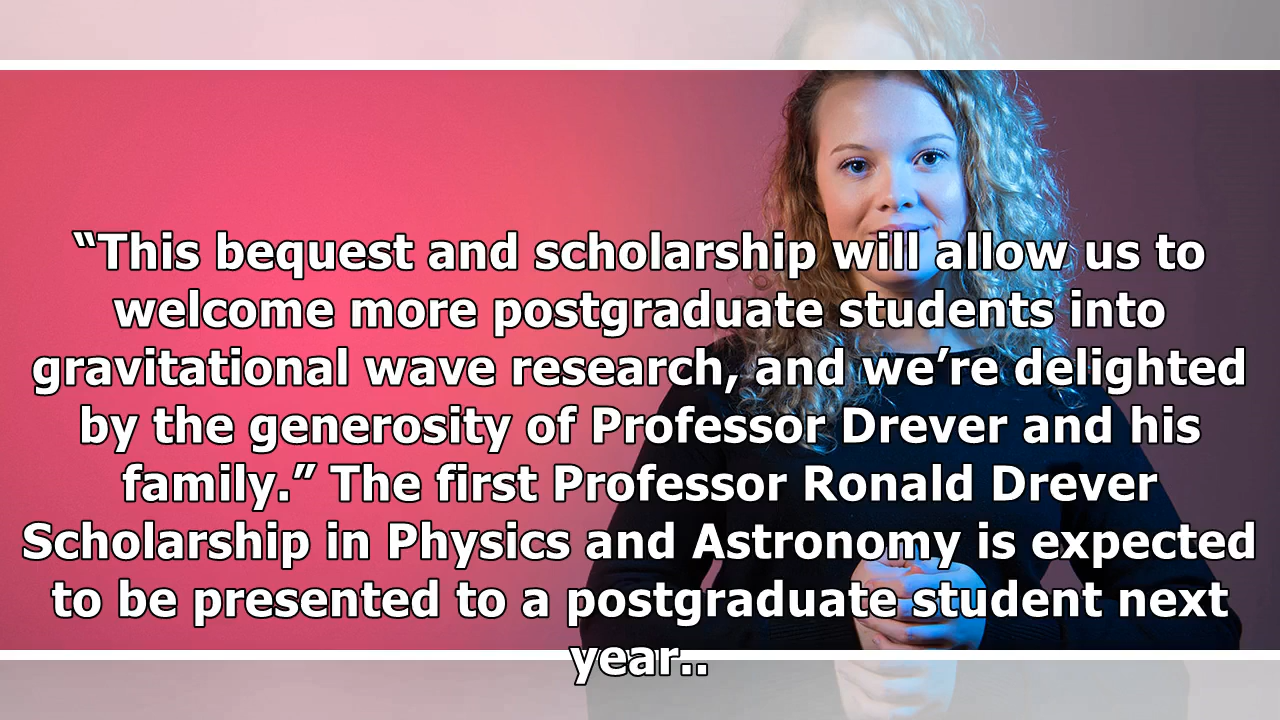 “This bequest and scholarship will allow us to
welcome more postgraduate students into
gravitational wave research, and we’re delighted
by the generosity of Professor Drever and his
family.” The first Professor Ronald Drever
Scholarship in Physics and Astronomy is expected
to be presented to a postgraduate student next
year..